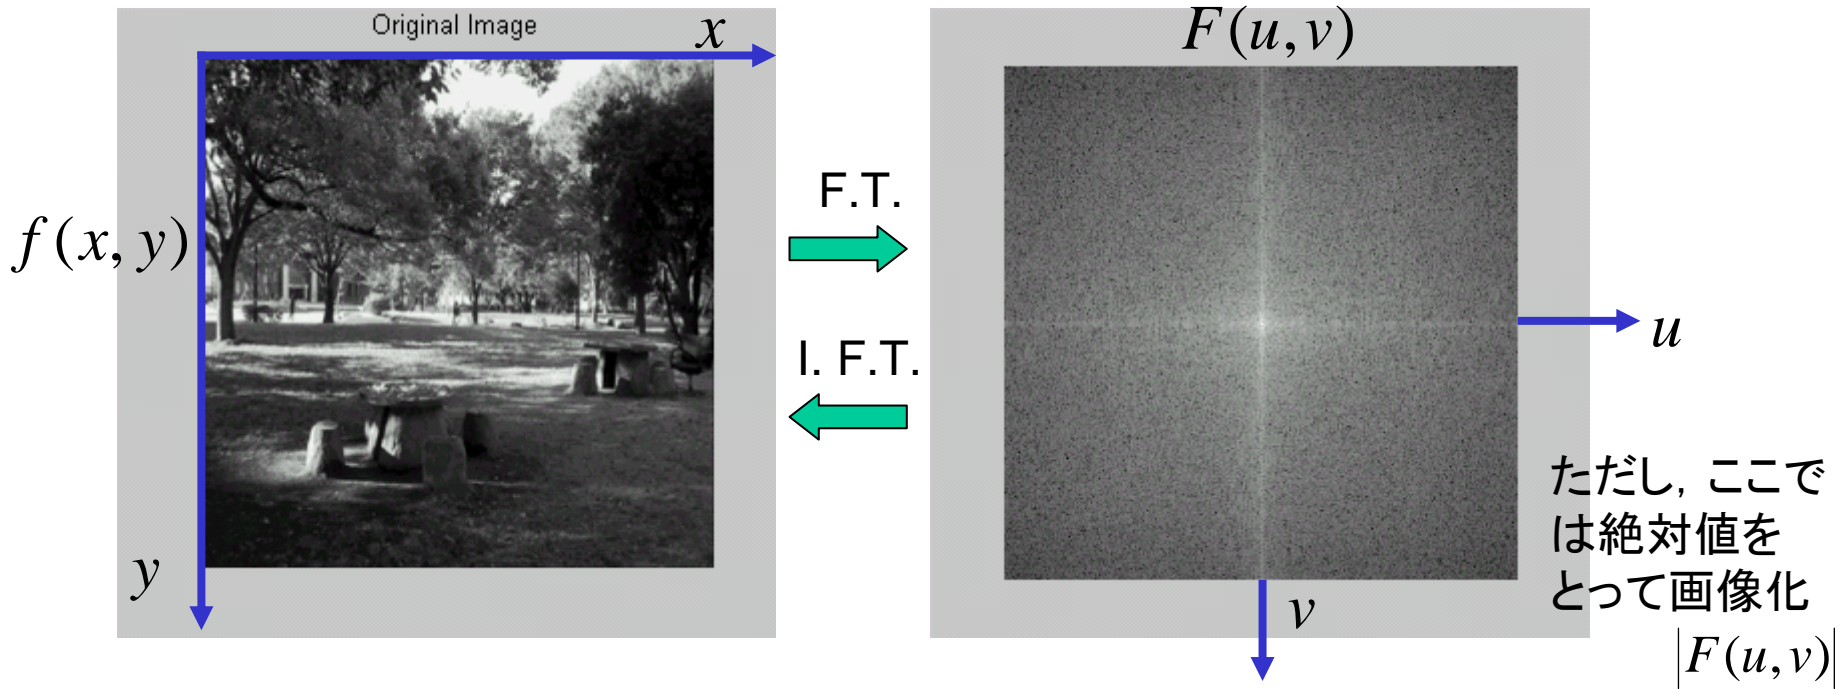 Original Image
x
f(x, y)
y
F.T.
I. F.T.
F(u, v)
u
v
ただし, ここで
は絶対値を
とって画像化
|F(u, v)|